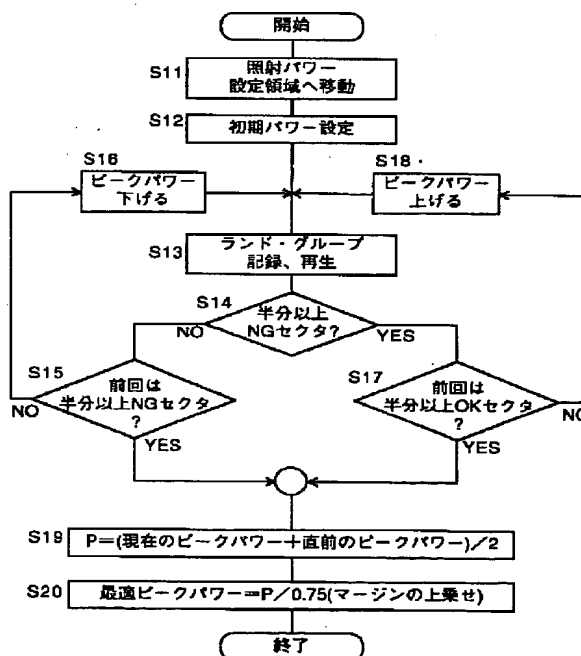 開始
S11
照射パワー
設定領域へ移動
S12
初期パワー設定
S16
ピークパワー
下げる
S18
ピークパワー
上げる
S13
ランド・グループ
記録、再生
S14
半分以上
NGセクタ?
NO
YES
S15
前回は
半分以上NGセクタ
?
NO
YES
S17
前回は
半分以上OKセクタ
?
YES
NO
S19
P=(現在のピークパワー+直前のピークパワー)/2
S20
最適ピークパワー=P/0.75(マージンの上乗せ)
終了